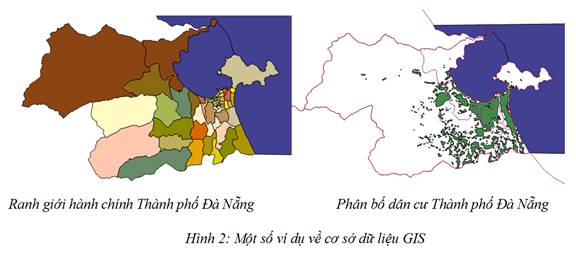 Ranh giới hành chính Thành phố Đà Nẵng
Phân bố dân cư Thành phố Đà Nẵng
Hình 2: Một số ví dụ về cơ sở dữ liệu GIS